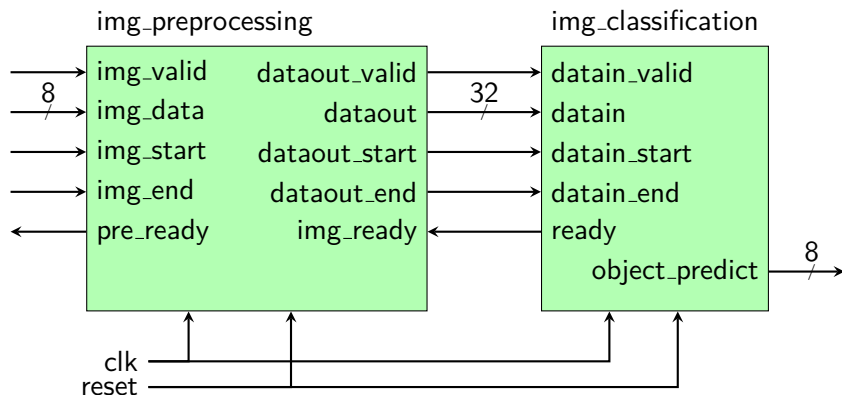 img_preprocessing img_classification
img_valid dataout_valid datain_valid
8 32
img_data dataout datain
img_start dataout_start datain_start
img_end dataout_end datain_end
pre_ready img_ready ready
8
object_predict
clk
reset